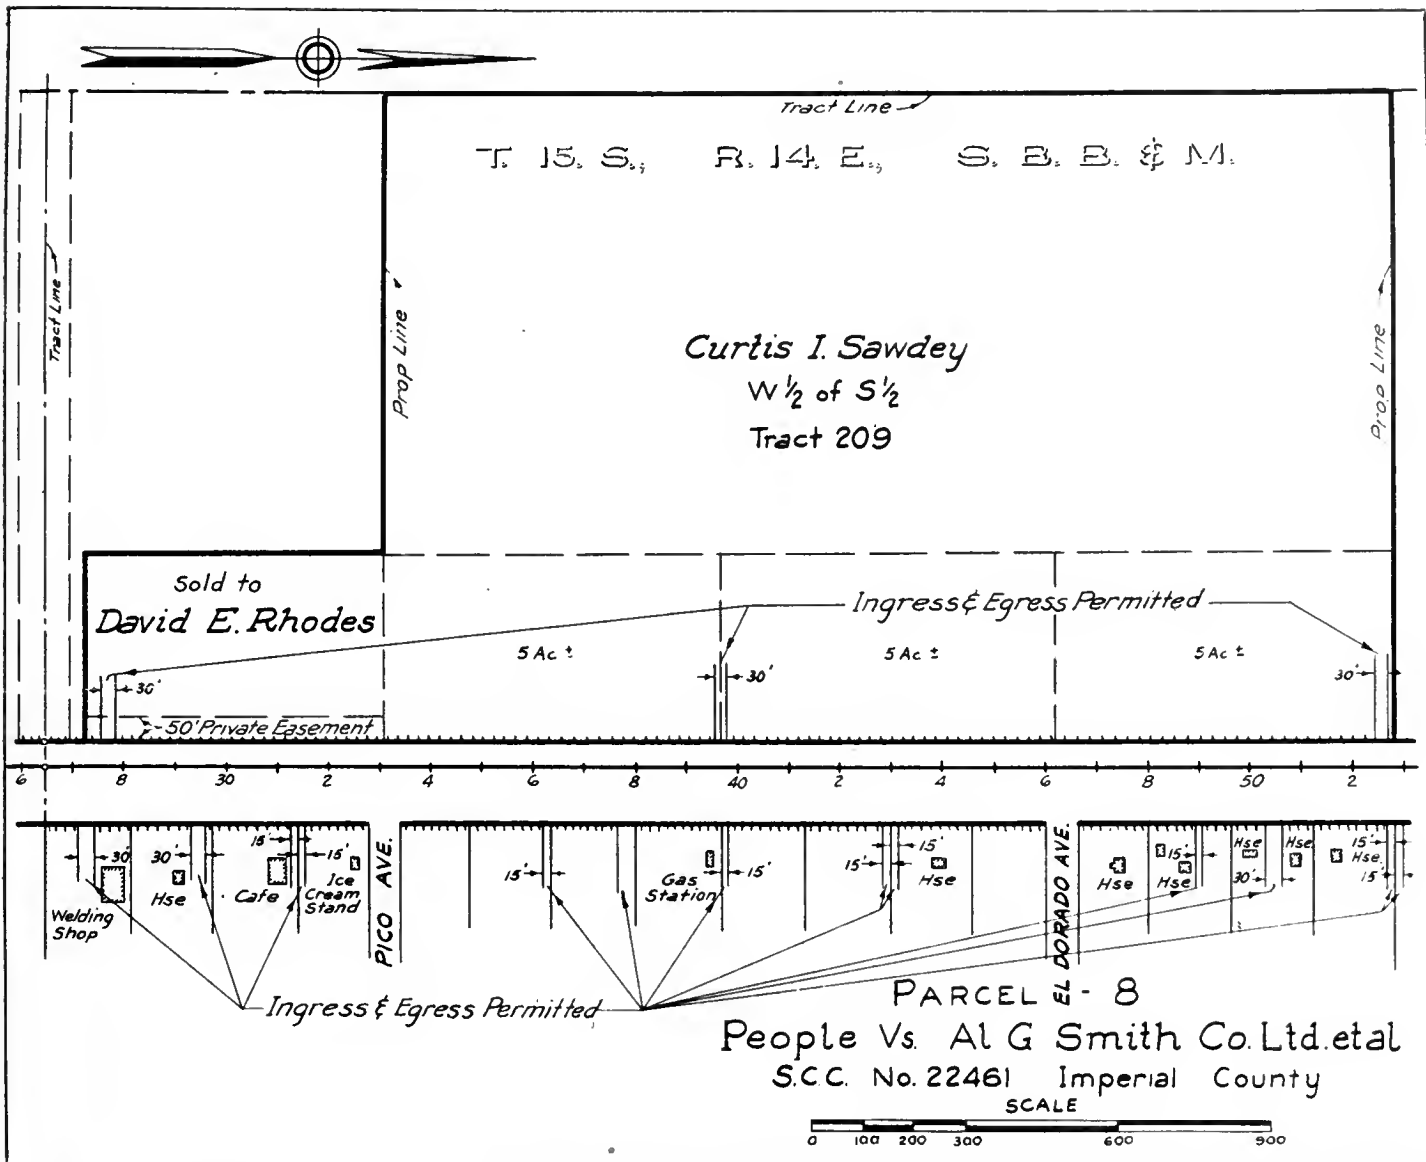 Tract Line
T. 15. S., R. 14. E., S. B. B. & M.
Tract Line
Prop Line
Prop Line
Curtis I. Sawdey
W ½ of S ½
Tract 209
Sold to
David E. Rhodes
Ingress & Egress Permitted
5 Ac ±
5 Ac ±
5 Ac ±
30'
30'
30'
50' Private Easement
6 8 30 2 4 6 8 40 2 4 6 8 50 2
30'
30'
15'
15'
15'
15'
15'
15'
15'
30'
15'
15'
Welding
Shop
Hse
Cafe
Ice
Cream
Stand
PICO AVE.
Gas
Station
Hse
EL DORADO AVE.
Hse
Hse
Hse
Hse
Hse.
Ingress & Egress Permitted
PARCEL - 8
People Vs. Al G Smith Co. Ltd. etal
S.C.C. No. 22461 Imperial County
SCALE
0 100 200 300 600 900